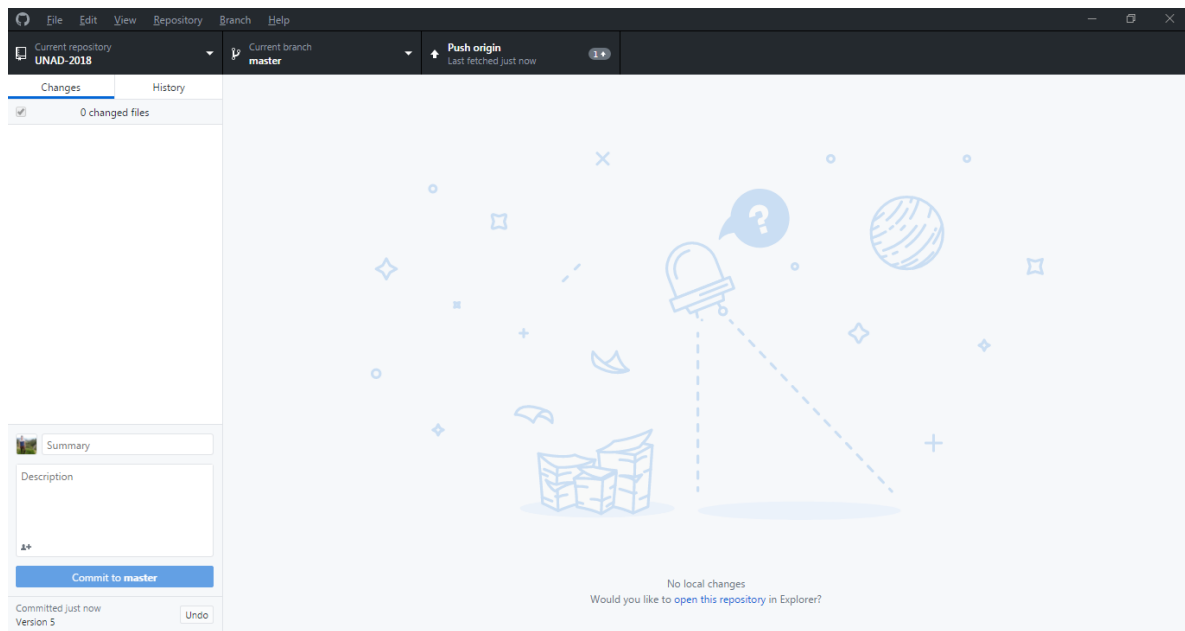 File Edit View Repository Branch Help
Current repository
UNAD-2018
Current branch
master
Push origin
Last fetched just now
1
Changes History
0 changed files
?
Summary
Description
Commit to master
Committed just now
Version 5
Undo
No local changes
Would you like to open this repository in Explorer?